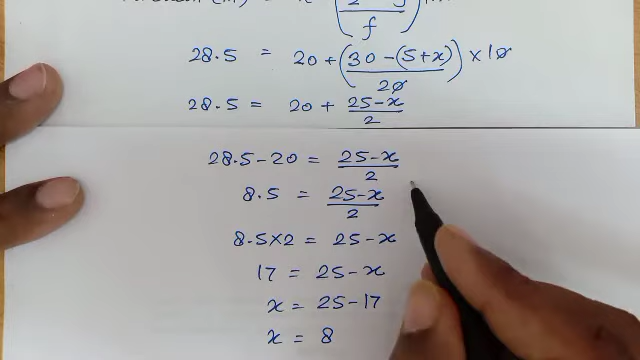 28.5 = 20 + (30 - (5+x) / 20) × 10
28.5 = 20 + 25-x / 2
28.5 - 20 = 25-x / 2
8.5 = 25-x / 2
8.5 × 2 = 25 - x
17 = 25 - x
x = 25 - 17
x = 8